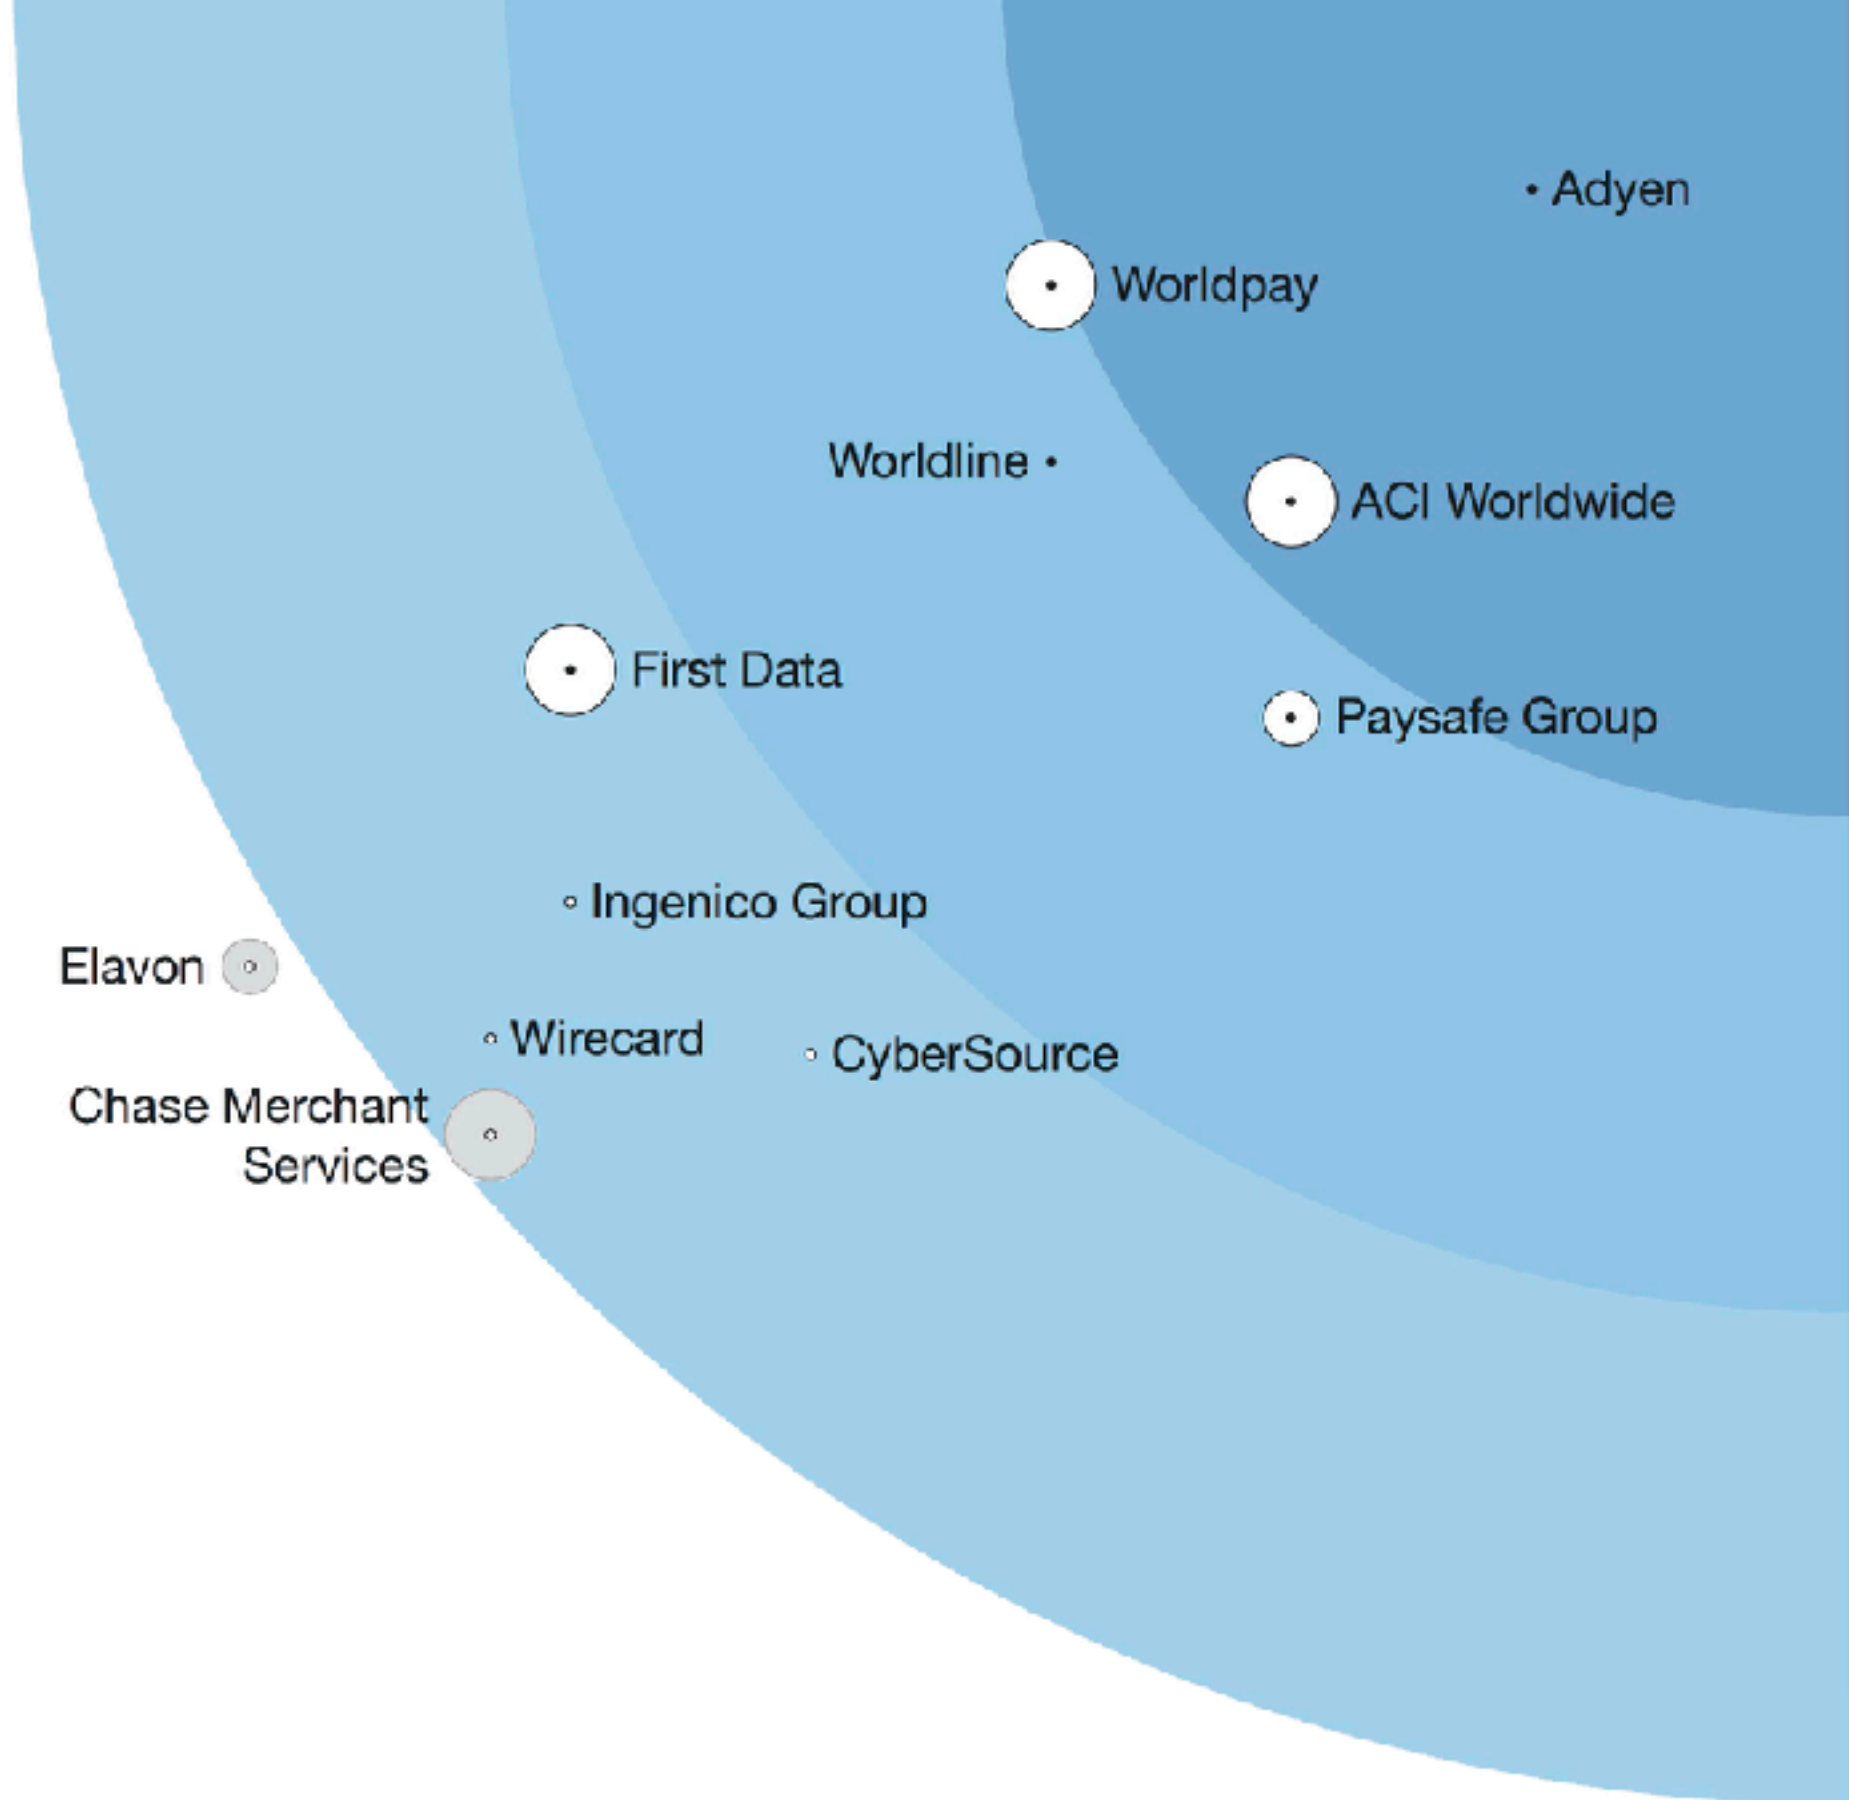 Adyen
Worldpay
Worldline
ACI Worldwide
First Data
Paysafe Group
Ingenico Group
Elavon
Wirecard
CyberSource
Chase Merchant
Services